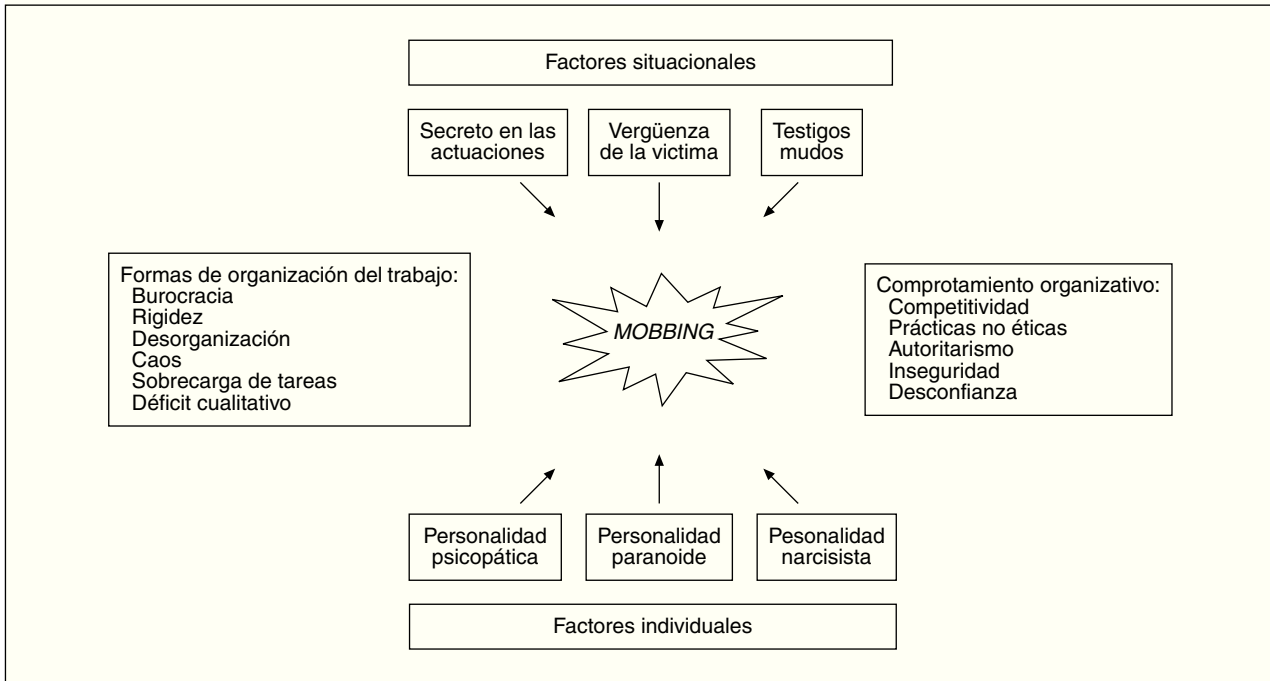 Factores situacionales
Secreto en las
actuaciones
Vergüenza
de la victima
Testigos
mudos
Formas de organización del trabajo:
Burocracia
Rigidez
Desorganización
Caos
Sobrecarga de tareas
Déficit cualitativo
MOBBING
Comprotamiento organizativo:
Competitividad
Prácticas no éticas
Autoritarismo
Inseguridad
Desconfianza
Personalidad
psicopática
Personalidad
paranoide
Pesonalidad
narcisista
Factores individuales